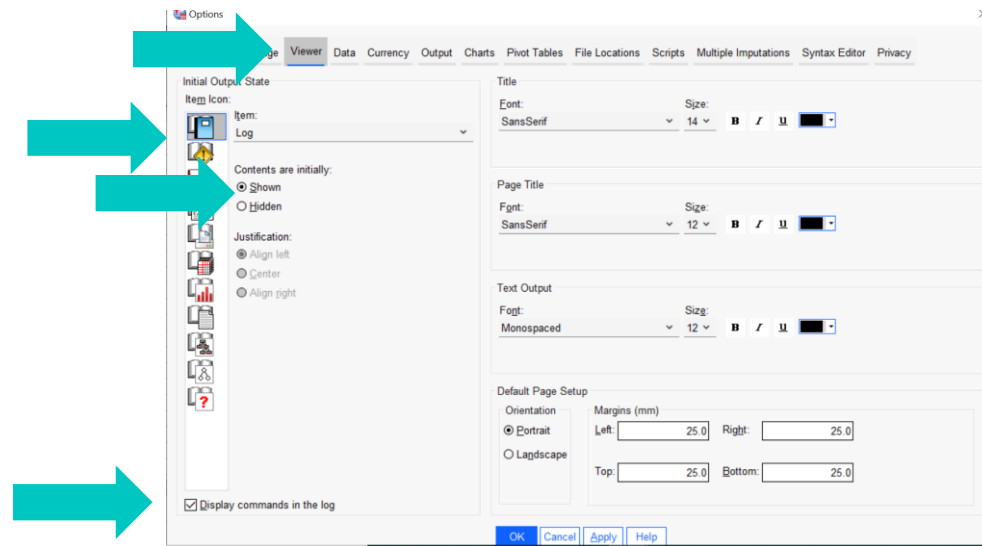 Options
Viewer Data Currency Output Charts Pivot Tables File Locations Scripts Multiple Imputations Syntax Editor Privacy
Initial Output State
Item Icon:
Item:
Log
Contents are initially:
Shown
Hidden
Justification:
Align left
Center
Align right
Display commands in the log
Title
Font: Size:
SansSerif 14 B I U
Page Title
Font: Size:
SansSerif 12 B I U
Text Output
Font: Size:
Monospaced 12 B I U
Default Page Setup
Orientation
Portrait
Landscape
Margins (mm)
Left: 25.0 Right: 25.0
Top: 25.0 Bottom: 25.0
OK Cancel Apply Help